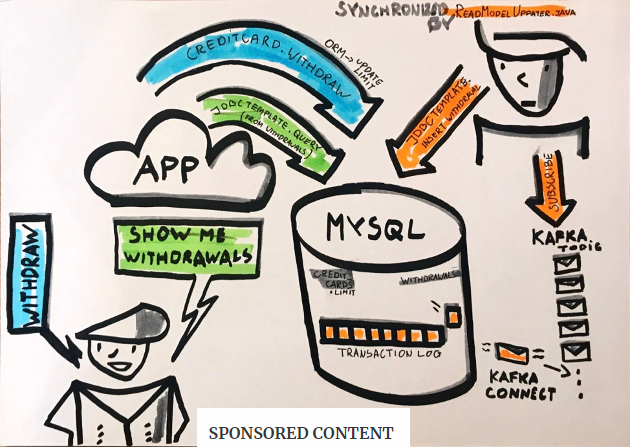 SYNCHRONIZED
BY READMODELUPPATER.JAVA
CREDITCARD.WITHDRAW
ORM→ UPDATE
LIMIT
JDBCTEMPLATE.QUERY
(FROM WITHDRAWALS)
JDBCTEMPLATE.
INSERT WITHDRAWAL
APP
SUBSCRIBE
SHOW ME
WITHDRAWALS
WITHDRAW
MYSQL
KAFKA
TOPIC
CREDIT
CARDS
• LIMIT
WITHDRAWALS
TRANSACTION LOG
KAFKA
CONNECT
SPONSORED CONTENT